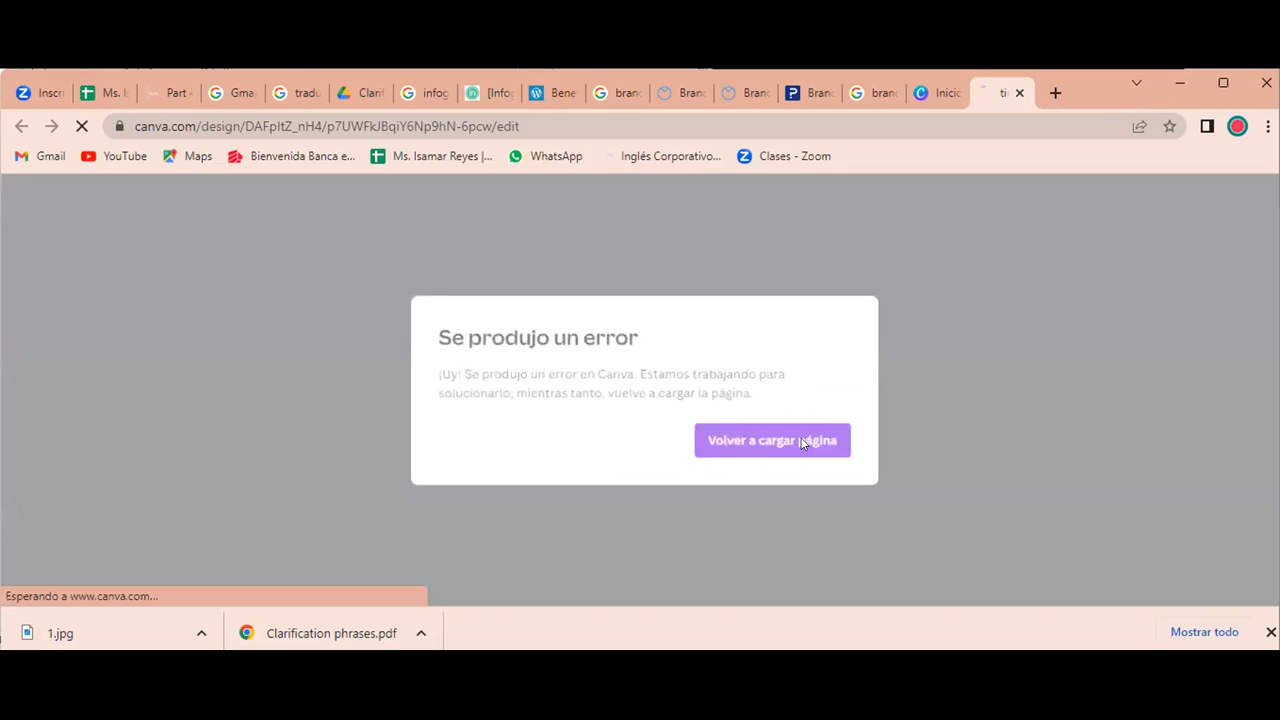 Inscri
Ms. I
Part
Gma
tradu
Clarif
infog
[Infog
Bene
branc
Branc
Branc
Branc
branc
Inicic
canva.com/design/DAFpItZ_nH4/p7UWFkJBqiY6Np9hN-6pcw/edit
Gmail
YouTube
Maps
Bienvenida Banca e...
Ms. Isamar Reyes |...
WhatsApp
Inglés Corporativo...
Clases - Zoom
Se produjo un error
¡Uy! Se produjo un error en Canva. Estamos trabajando para
solucionarlo; mientras tanto, vuelve a cargar la página.
Volver a cargar página
Esperando a www.canva.com...
1.jpg
Clarification phrases.pdf
Mostrar todo